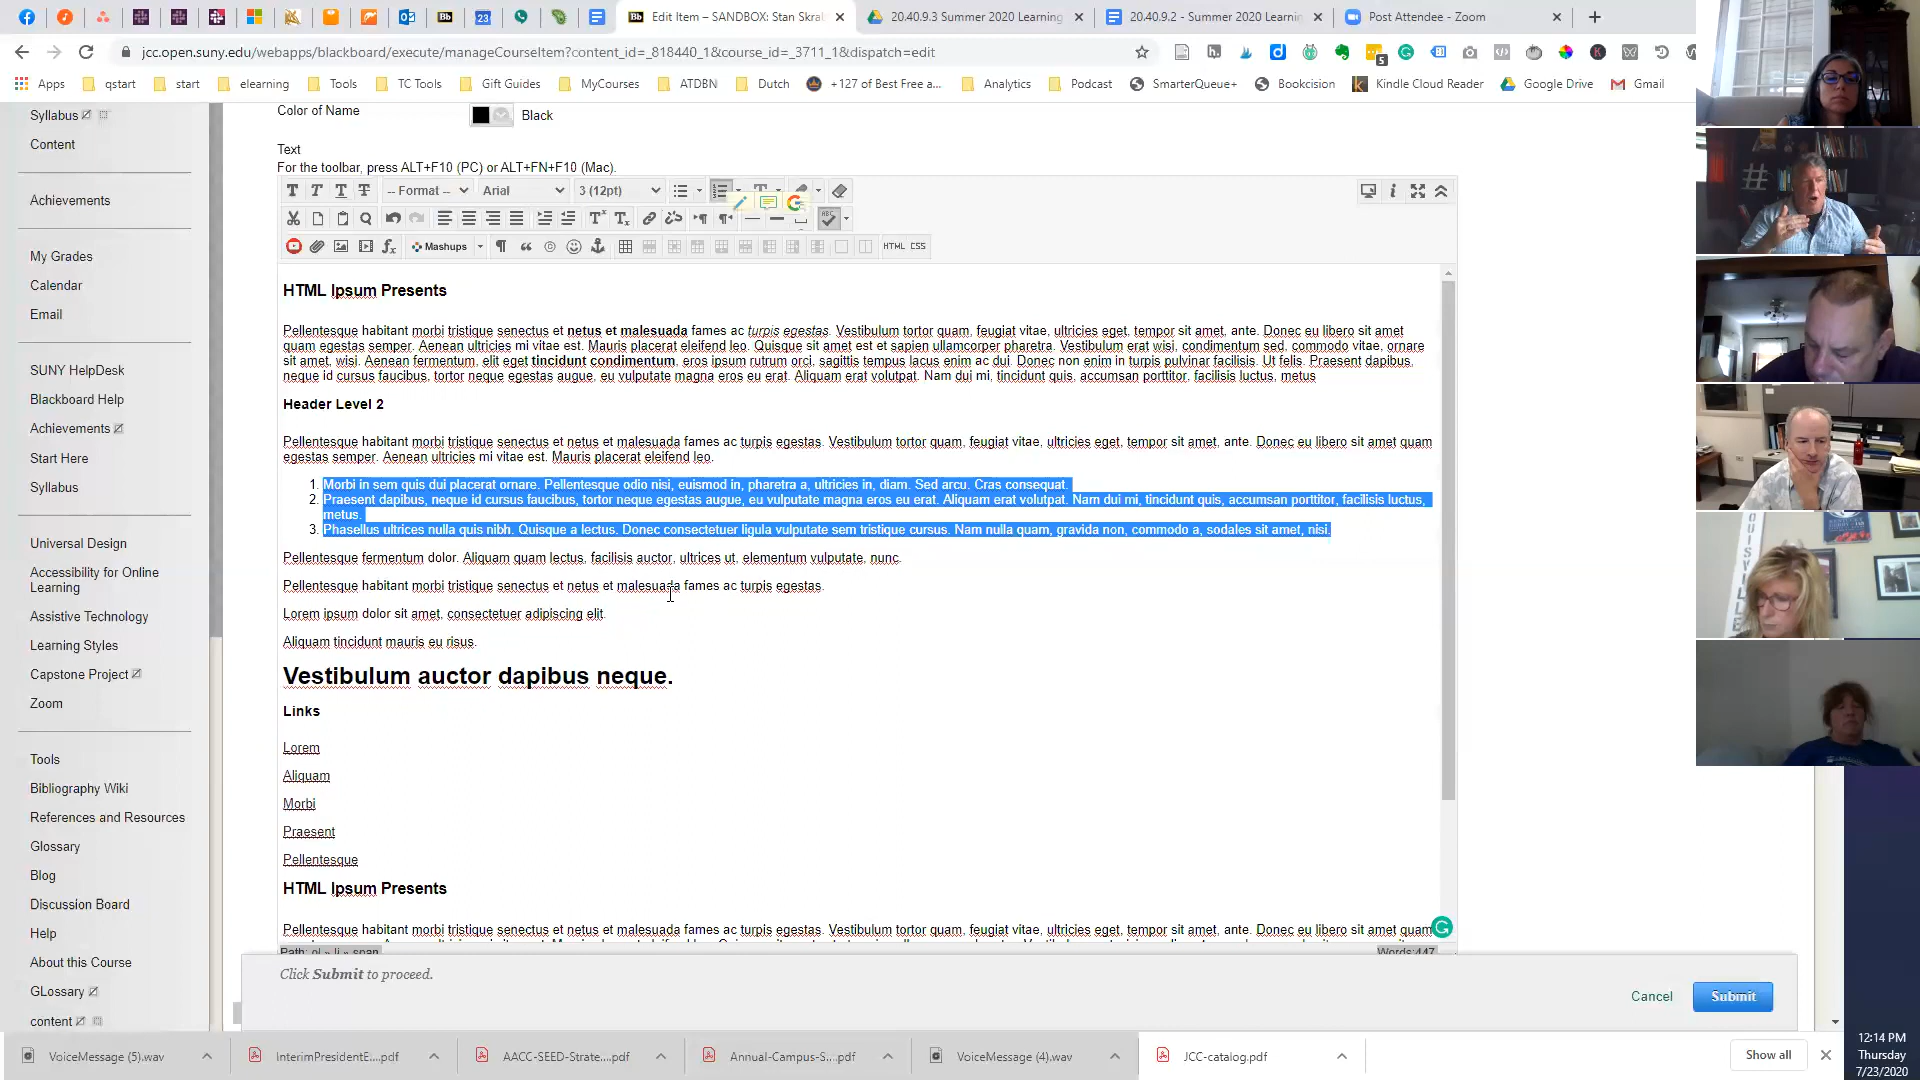 Edit Item – SANDBOX: Stan Skral
20.40.9.3 Summer 2020 Learning
20.40.9.2 - Summer 2020 Learnin
Post Attendee - Zoom
jcc.open.suny.edu/webapps/blackboard/execute/manageCourseItem?content_id=_818440_1&course_id=_3711_1&dispatch=edit
Apps
qstart
start
elearning
Tools
TC Tools
Gift Guides
MyCourses
ATDBN
Dutch
+127 of Best Free a...
Analytics
Podcast
SmarterQueue+
Bookcision
Kindle Cloud Reader
Google Drive
Gmail
Syllabus
Content
Achievements
My Grades
Calendar
Email
SUNY HelpDesk
Blackboard Help
Achievements
Start Here
Syllabus
Universal Design
Accessibility for Online
Learning
Assistive Technology
Learning Styles
Capstone Project
Zoom
Tools
Bibliography Wiki
References and Resources
Glossary
Blog
Discussion Board
Help
About this Course
GLossary
content
Color of Name
Black
Text
For the toolbar, press ALT+F10 (PC) or ALT+FN+F10 (Mac).
-- Format --
Arial
3 (12pt)
Mashups
HTML CSS
HTML Ipsum Presents
Pellentesque habitant morbi tristique senectus et netus et malesuada fames ac turpis egestas. Vestibulum tortor quam, feugiat vitae, ultricies eget, tempor sit amet, ante. Donec eu libero sit amet
quam egestas semper. Aenean ultricies mi vitae est. Mauris placerat eleifend leo. Quisque sit amet est et sapien ullamcorper pharetra. Vestibulum erat wisi, condimentum sed, commodo vitae, ornare
sit amet, wisi. Aenean fermentum, elit eget tincidunt condimentum, eros ipsum rutrum orci, sagittis tempus lacus enim ac dui. Donec non enim in turpis pulvinar facilisis. Ut felis. Praesent dapibus,
neque id cursus faucibus, tortor neque egestas augue, eu vulputate magna eros eu erat. Aliquam erat volutpat. Nam dui mi, tincidunt quis, accumsan porttitor, facilisis luctus, metus
Header Level 2
Pellentesque habitant morbi tristique senectus et netus et malesuada fames ac turpis egestas. Vestibulum tortor quam, feugiat vitae, ultricies eget, tempor sit amet, ante. Donec eu libero sit amet quam
egestas semper. Aenean ultricies mi vitae est. Mauris placerat eleifend leo.
1. Morbi in sem quis dui placerat ornare. Pellentesque odio nisi, euismod in, pharetra a, ultricies in, diam. Sed arcu. Cras consequat.
2. Praesent dapibus, neque id cursus faucibus, tortor neque egestas augue, eu vulputate magna eros eu erat. Aliquam erat volutpat. Nam dui mi, tincidunt quis, accumsan porttitor, facilisis luctus,
metus.
3. Phasellus ultrices nulla quis nibh. Quisque a lectus. Donec consectetuer ligula vulputate sem tristique cursus. Nam nulla quam, gravida non, commodo a, sodales sit amet, nisi.
Pellentesque fermentum dolor. Aliquam quam lectus, facilisis auctor, ultrices ut, elementum vulputate, nunc.
Pellentesque habitant morbi tristique senectus et netus et malesuada fames ac turpis egestas.
Lorem ipsum dolor sit amet, consectetuer adipiscing elit.
Aliquam tincidunt mauris eu risus.
Vestibulum auctor dapibus neque.
Links
Lorem
Aliquam
Morbi
Praesent
Pellentesque
HTML Ipsum Presents
Pellentesque habitant morbi tristique senectus et netus et malesuada fames ac turpis egestas. Vestibulum tortor quam, feugiat vitae, ultricies eget, tempor sit amet, ante. Donec eu libero sit amet quam
Path: ol » li » span
Words:447
Click Submit to proceed.
Cancel
Submit
VoiceMessage (5).wav
InterimPresidentE....pdf
AACC-SEED-Strate....pdf
Annual-Campus-S....pdf
VoiceMessage (4).wav
JCC-catalog.pdf
Show all
12:14 PM
Thursday
7/23/2020